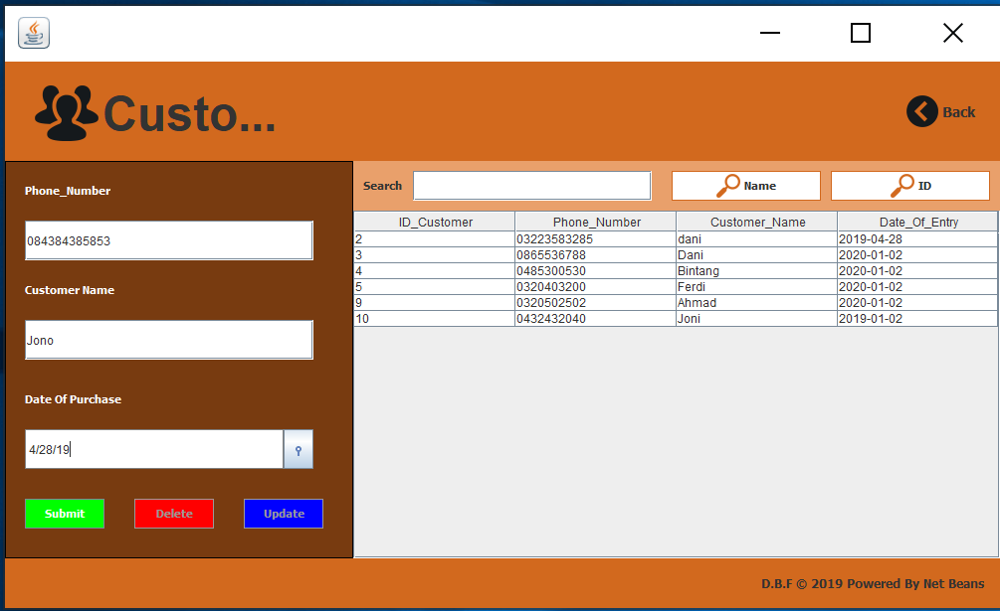 Custo...
Back
Phone_Number
084384385853
Customer Name
Jono
Date Of Purchase
4/28/19
Submit Delete Update
Search Name ID
ID_Customer Phone_Number Customer_Name Date_Of_Entry
2 03223583285 dani 2019-04-28
3 0865536788 Dani 2020-01-02
4 0485300530 Bintang 2020-01-02
5 0320403200 Ferdi 2020-01-02
9 0320502502 Ahmad 2020-01-02
10 0432432040 Joni 2019-01-02
D.B.F © 2019 Powered By Net Beans